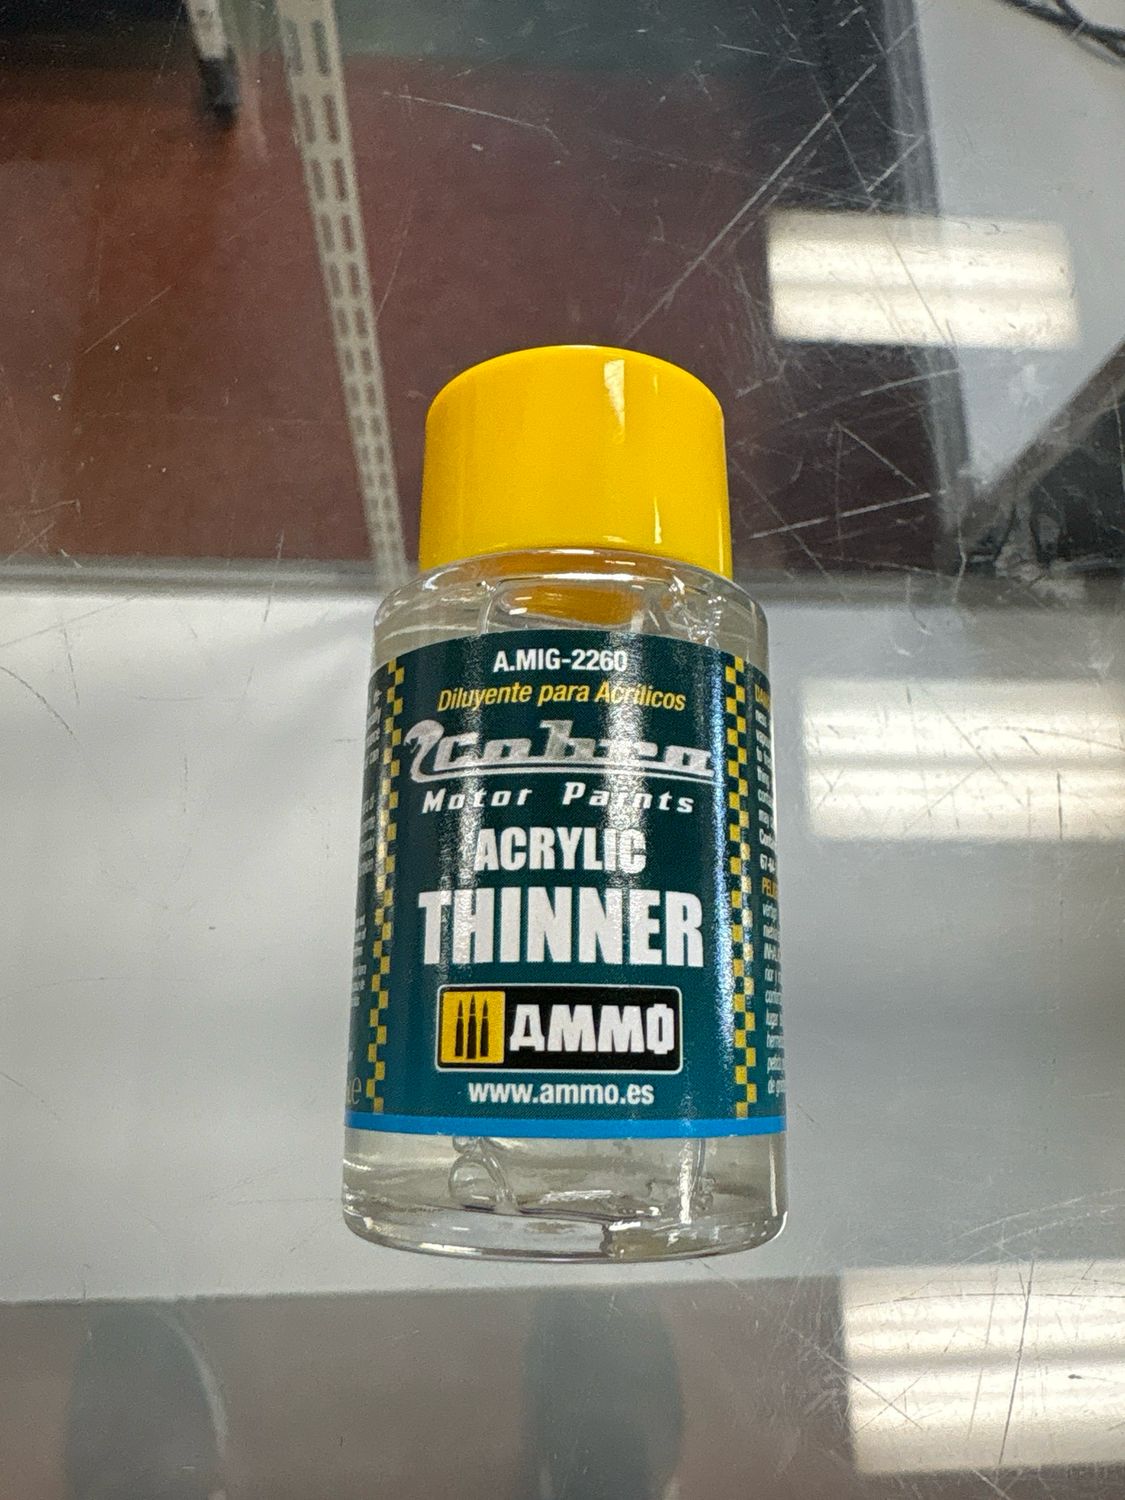 A.MIG-2260
Diluyente para Acrílicos
Cobra
Motor Paints
ACRYLIC
THINNER
AMMO
www.ammo.es